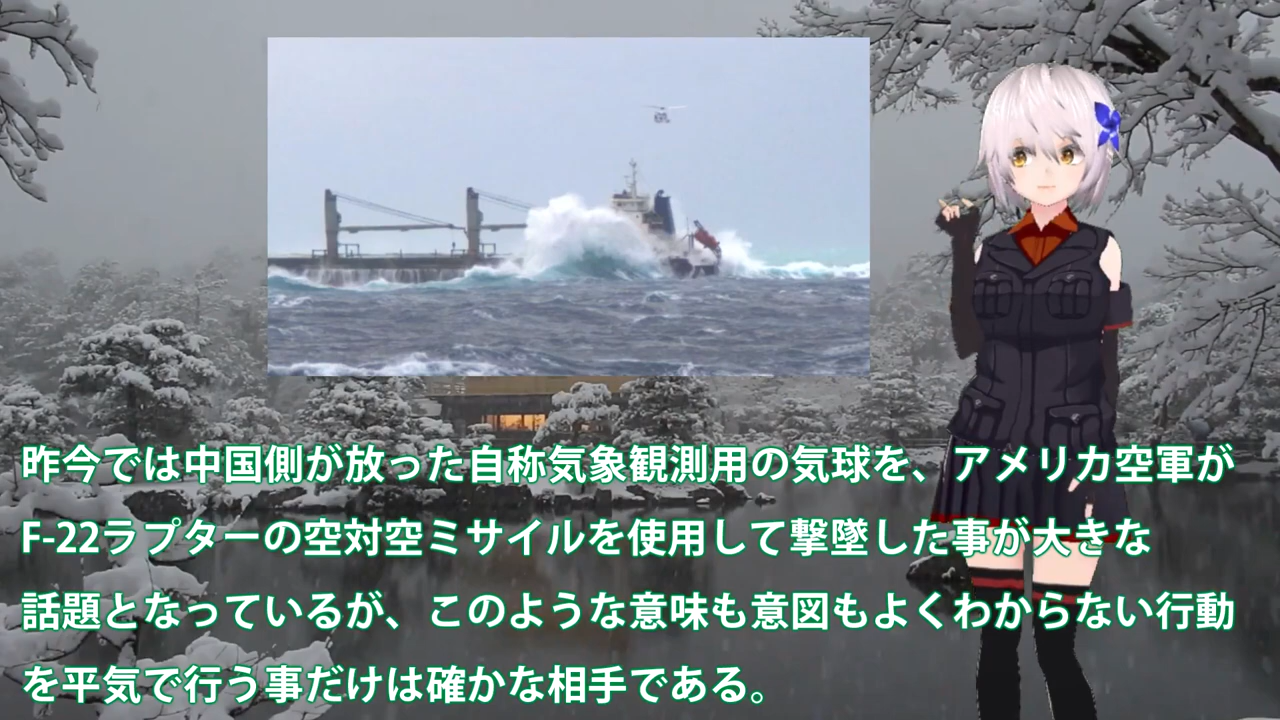 昨今では中国側が放った自称気象観測用の気球を、アメリカ空軍が
F-22ラプターの空対空ミサイルを使用して撃墜した事が大きな
話題となっているが、このような意味も意図もよくわからない行動
を平気で行う事だけは確かな相手である。